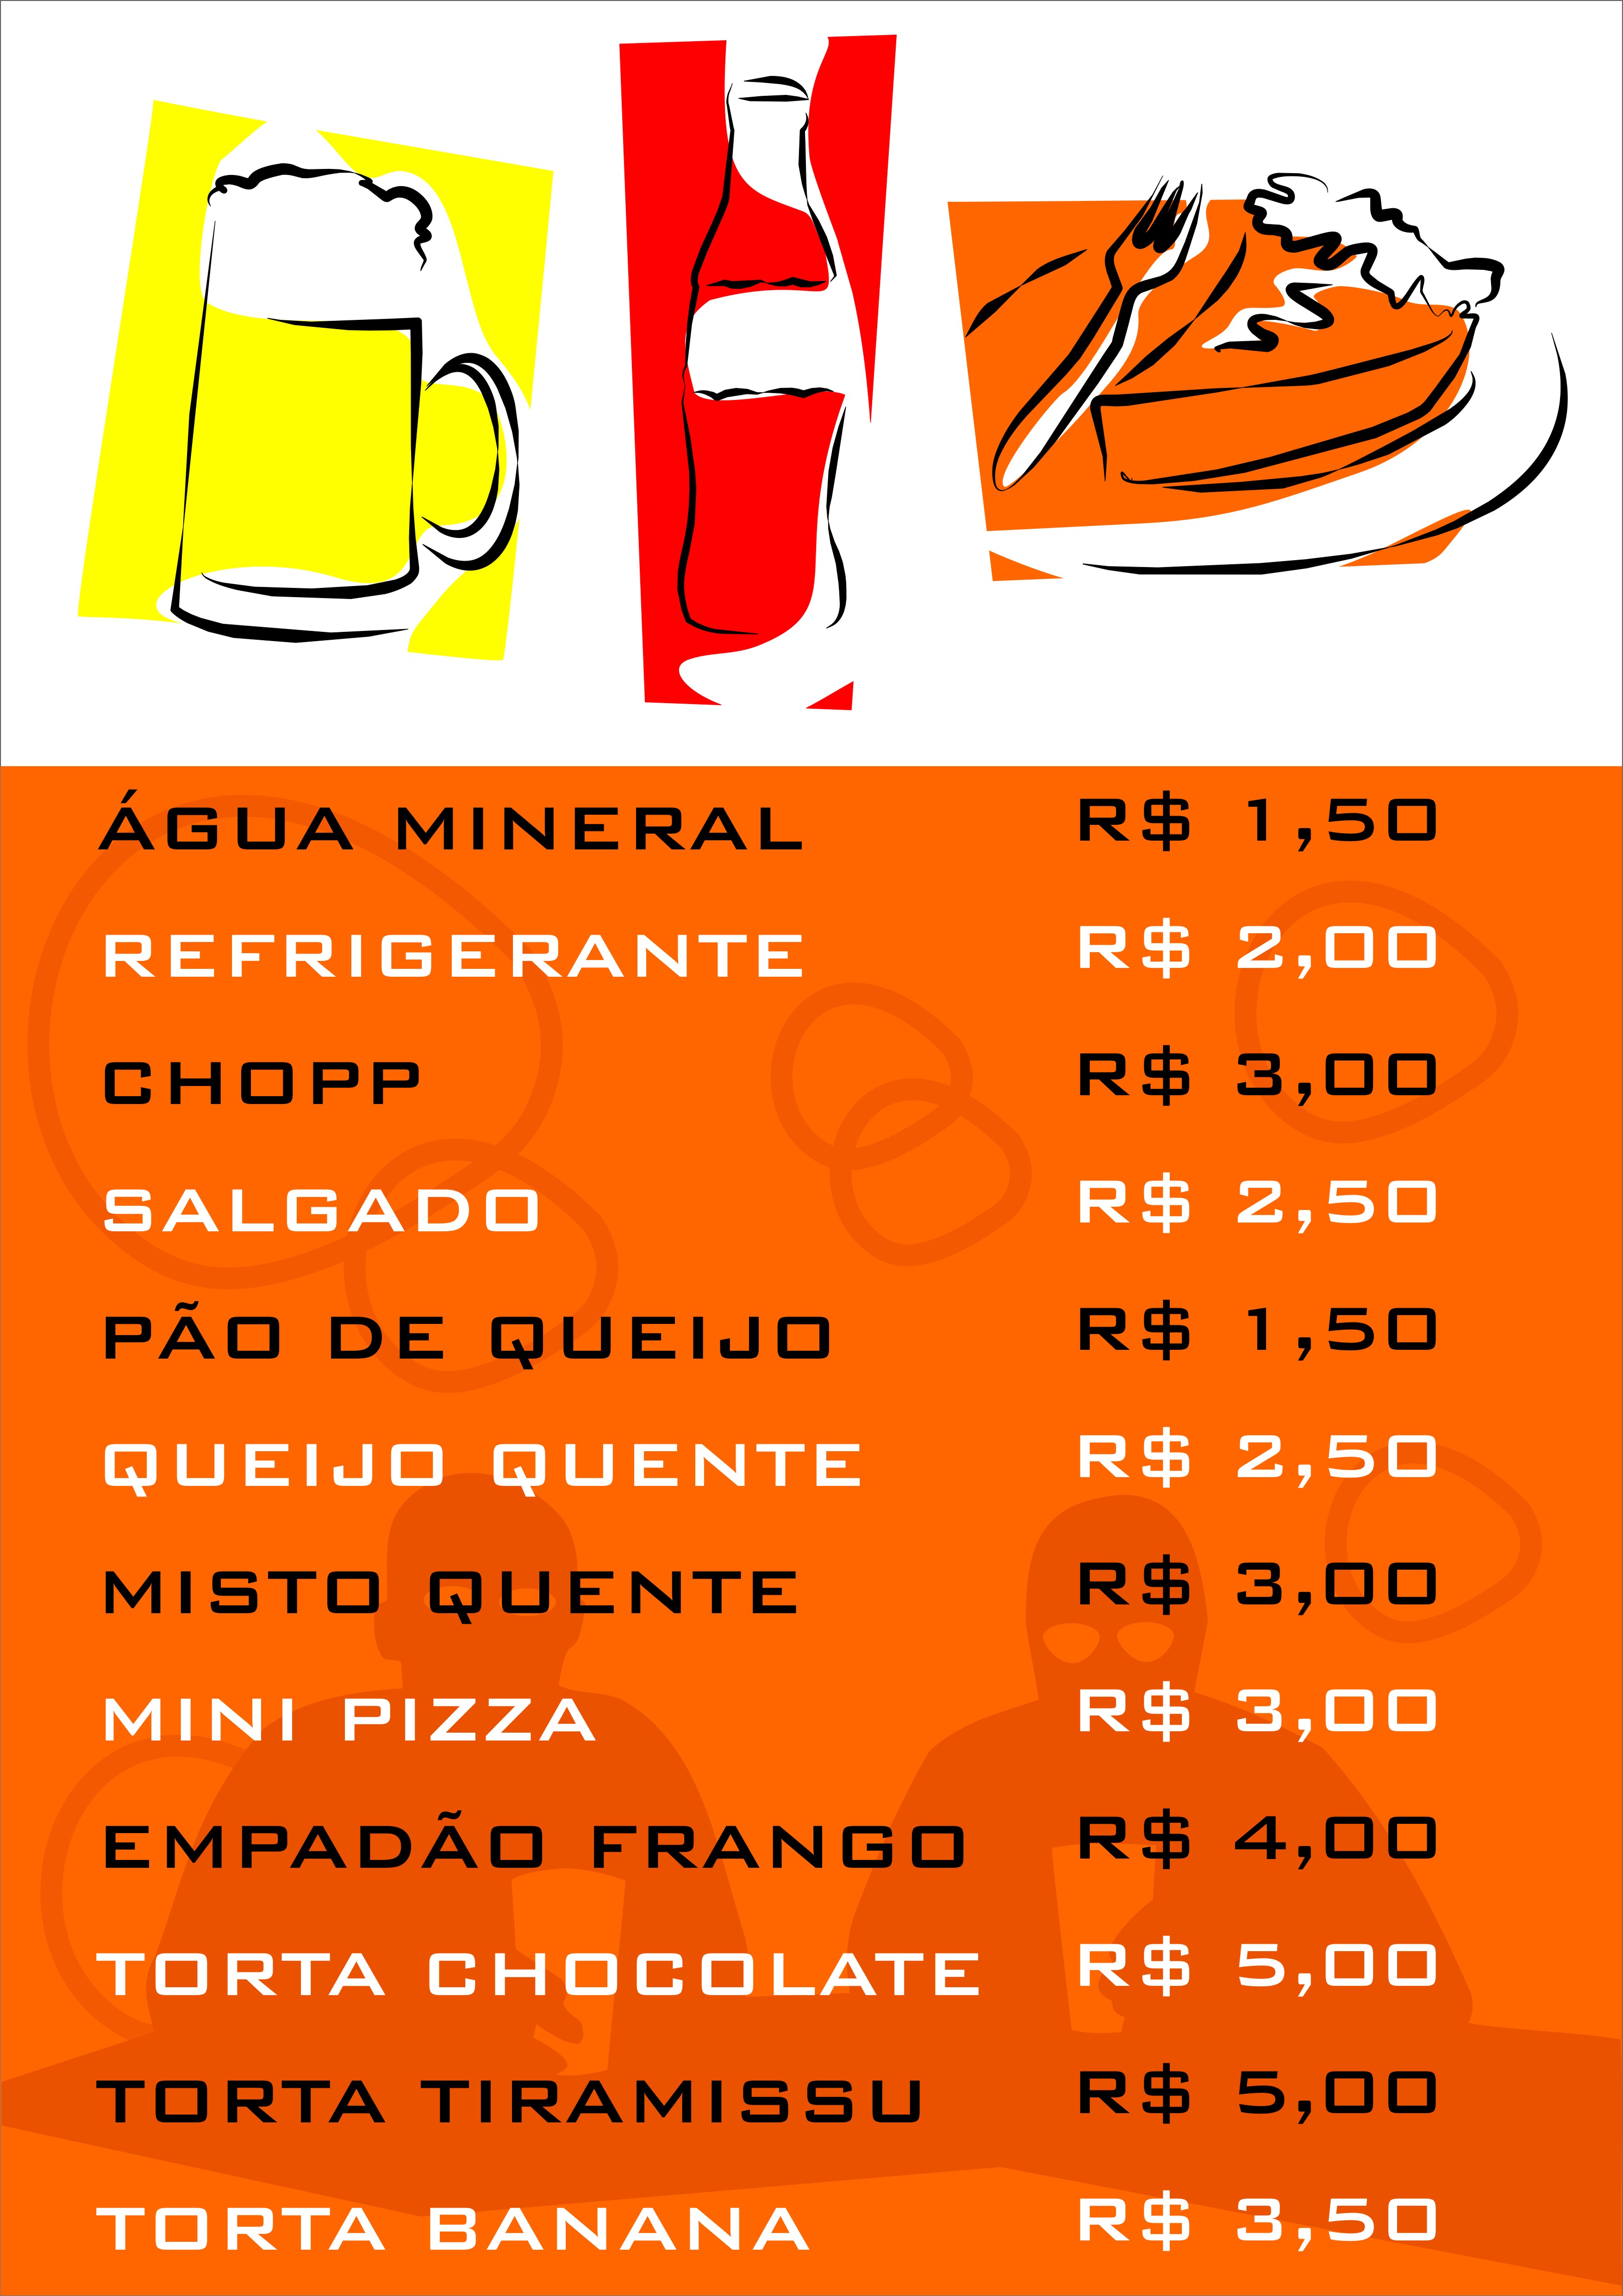 ÁGUA MINERAL R$ 1,50
REFRIGERANTE R$ 2,00
CHOPP R$ 3,00
SALGADO R$ 2,50
PÃO DE QUEIJO R$ 1,50
QUEIJO QUENTE R$ 2,50
MISTO QUENTE R$ 3,00
MINI PIZZA R$ 3,00
EMPADÃO FRANGO R$ 4,00
TORTA CHOCOLATE R$ 5,00
TORTA TIRAMISSU R$ 5,00
TORTA BANANA R$ 3,50